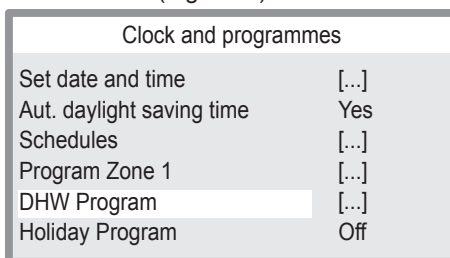 Clock and programmes
Set date and time [...]
Aut. daylight saving time Yes
Schedules [...]
Program Zone 1 [...]
DHW Program [...]
Holiday Program Off